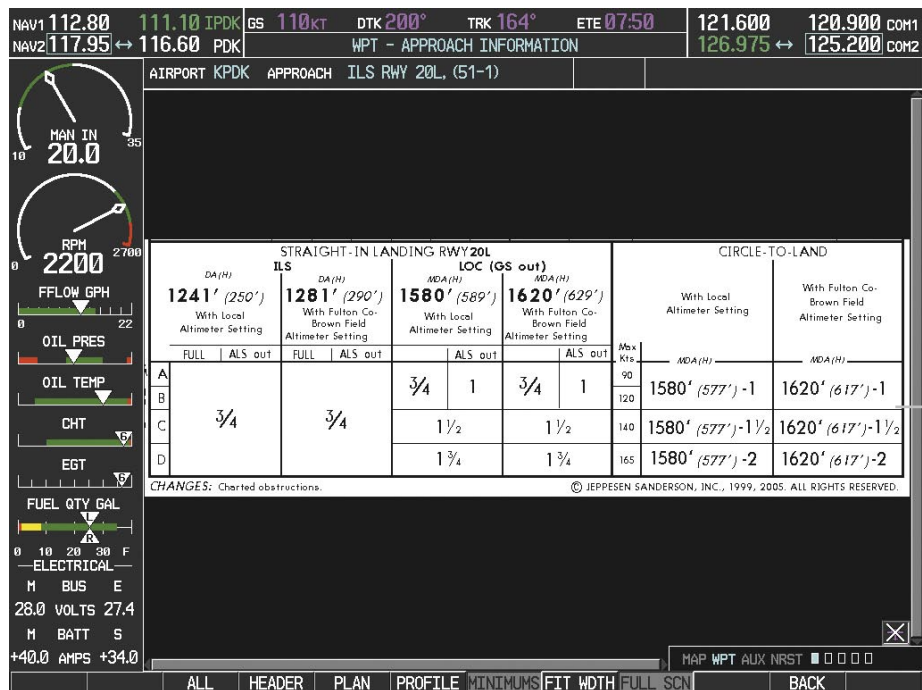 NAV1 112.80 111.10 IPDK GS 110KT DTK 200° TRK 164° ETE 07:50 121.600 120.900 COM1
NAV2 117.95 ↔ 116.60 PDK WPT - APPROACH INFORMATION 126.975 ↔ 125.200 COM2
AIRPORT KPDK APPROACH ILS RWY 20L, (51-1)
MAN IN
10 20.0 35
RPM
0 2200 2700
FFLOW GPH
0 22
OIL PRES
OIL TEMP
CHT
6
EGT
6
FUEL QTY GAL
L
R
0 10 20 30 F
ELECTRICAL
M BUS E
28.0 VOLTS 27.4
M BATT S
+40.0 AMPS +34.0
STRAIGHT-IN LANDING RWY20L
ILS LOC (GS out)
DA(H) DA(H) MDA(H) MDA(H)
1241' (250') 1281' (290') 1580' (589') 1620' (629')
With Local Altimeter Setting
With Fulton Co-Brown Field Altimeter Setting
With Local Altimeter Setting
With Fulton Co-Brown Field Altimeter Setting
FULL ALS out FULL ALS out ALS out ALS out
A
B
C
D
3/4 3/4
3/4 1 3/4 1
1 1/2 1 1/2
1 3/4 1 3/4
CIRCLE-TO-LAND
With Local Altimeter Setting
With Fulton Co-Brown Field Altimeter Setting
Max Kts. MDA(H) MDA(H)
90
120
1580' (577') -1 1620' (617') -1
140 1580' (577') -1 1/2 1620' (617') -1 1/2
165 1580' (577') -2 1620' (617') -2
CHANGES: Charted obstructions. © JEPPESEN SANDERSON, INC., 1999, 2005. ALL RIGHTS RESERVED.
MAP WPT AUX NRST
ALL HEADER PLAN PROFILE MINIMUMS FIT WDTH FULL SCN BACK